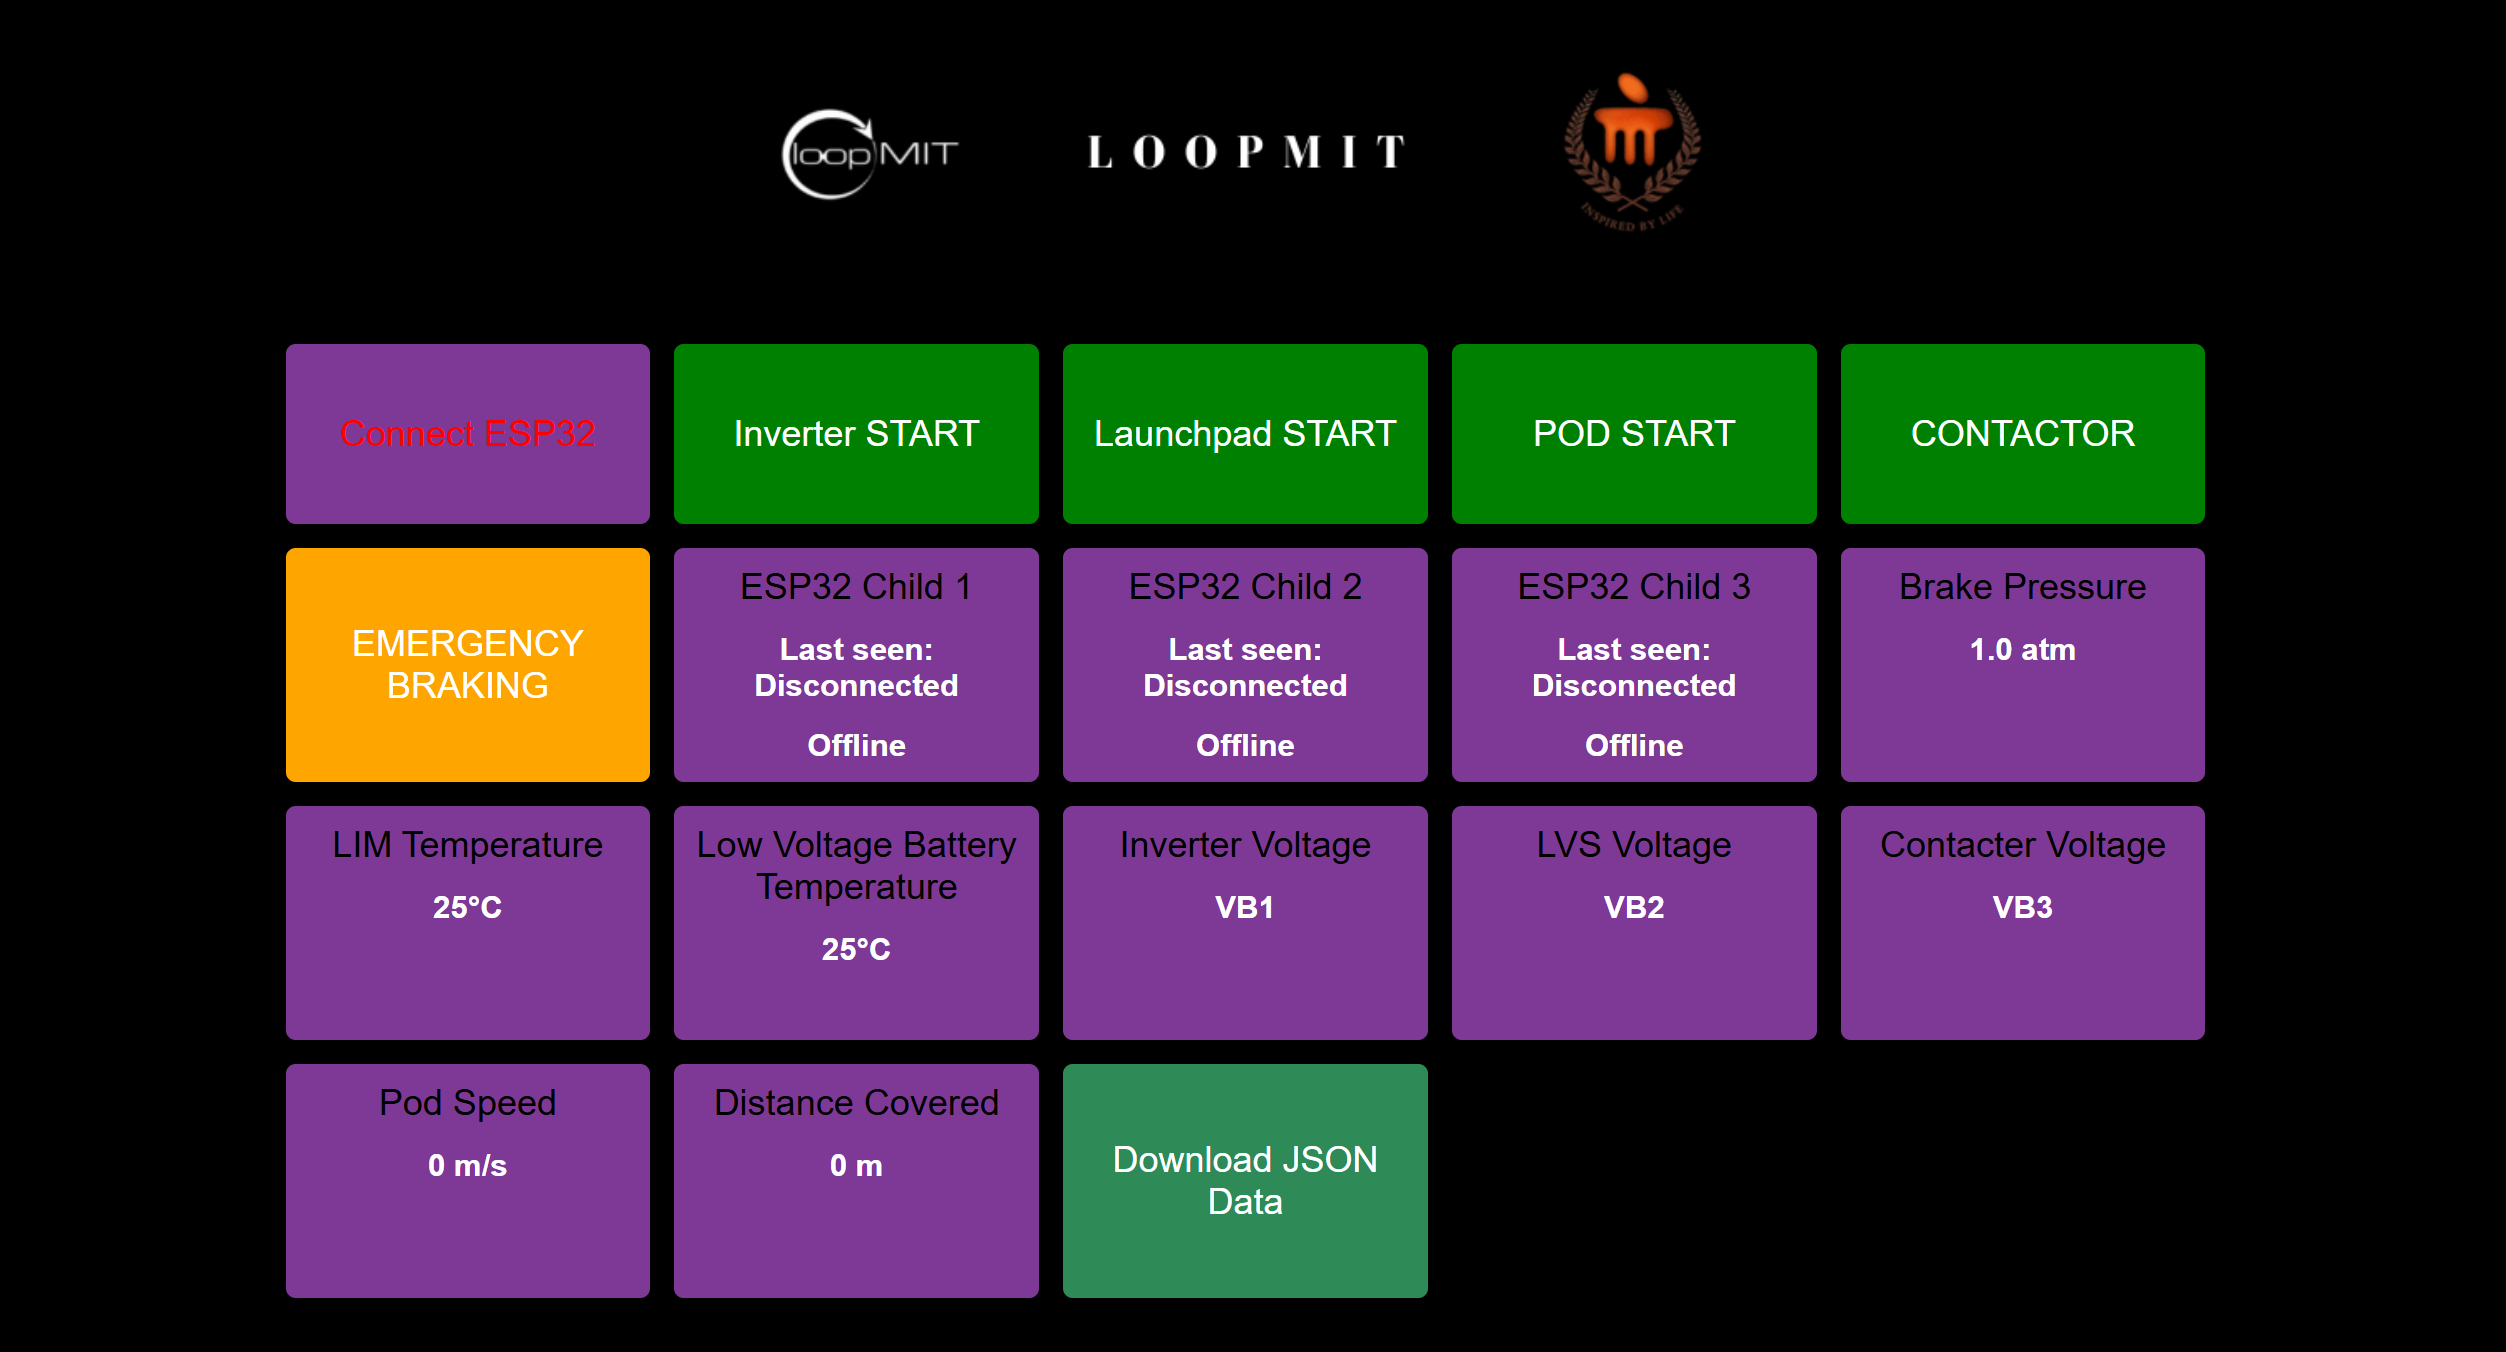 loopMIT
LOOPMIT
INSPIRED BY LIFE
Connect ESP32
Inverter START
Launchpad START
POD START
CONTACTOR
EMERGENCY
BRAKING
ESP32 Child 1
Last seen:
Disconnected
Offline
ESP32 Child 2
Last seen:
Disconnected
Offline
ESP32 Child 3
Last seen:
Disconnected
Offline
Brake Pressure
1.0 atm
LIM Temperature
25°C
Low Voltage Battery
Temperature
25°C
Inverter Voltage
VB1
LVS Voltage
VB2
Contacter Voltage
VB3
Pod Speed
0 m/s
Distance Covered
0 m
Download JSON
Data